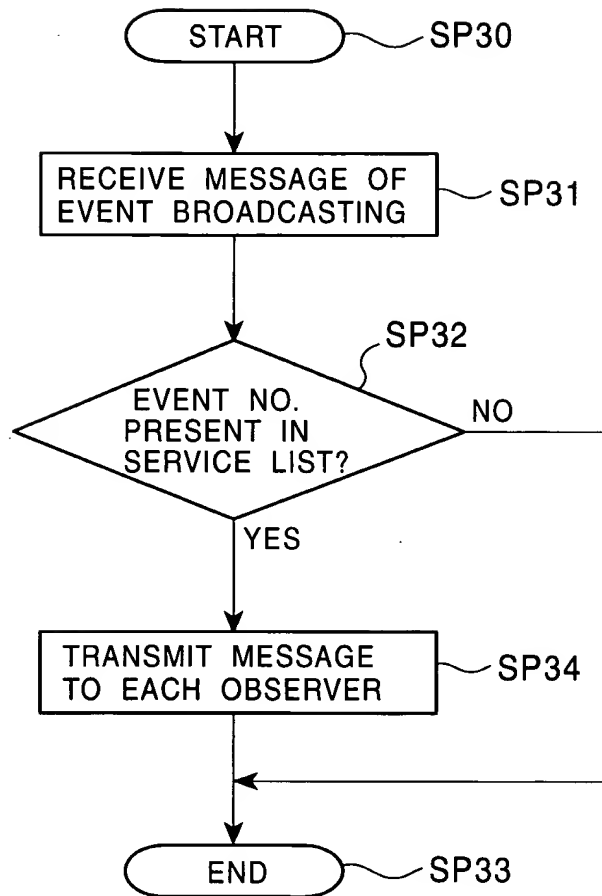 START
SP30
RECEIVE MESSAGE OF
EVENT BROADCASTING
SP31
SP32
EVENT NO.
PRESENT IN
SERVICE LIST?
NO
YES
TRANSMIT MESSAGE
TO EACH OBSERVER
SP34
END
SP33